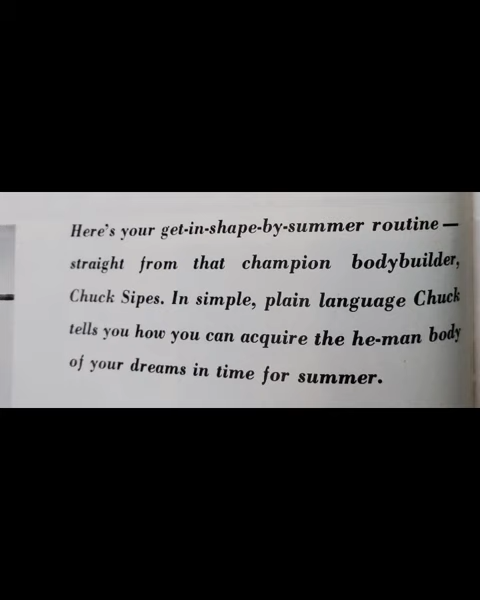 Here's your get-in-shape-by-summer routine—
straight from that champion bodybuilder,
Chuck Sipes. In simple, plain language Chuck
tells you how you can acquire the he-man body
of your dreams in time for summer.